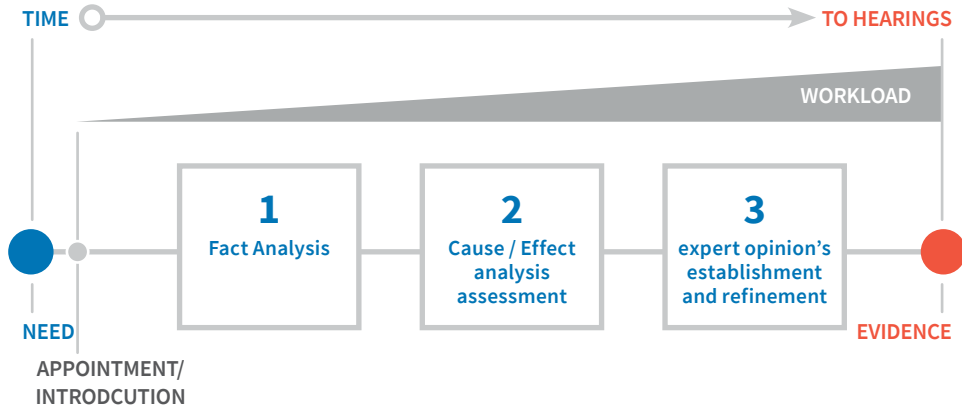 TIME
TO HEARINGS
WORKLOAD
1
Fact Analysis
2
Cause / Effect
analysis
assessment
3
expert opinion’s
establishment
and refinement
NEED
EVIDENCE
APPOINTMENT/
INTRODCUTION